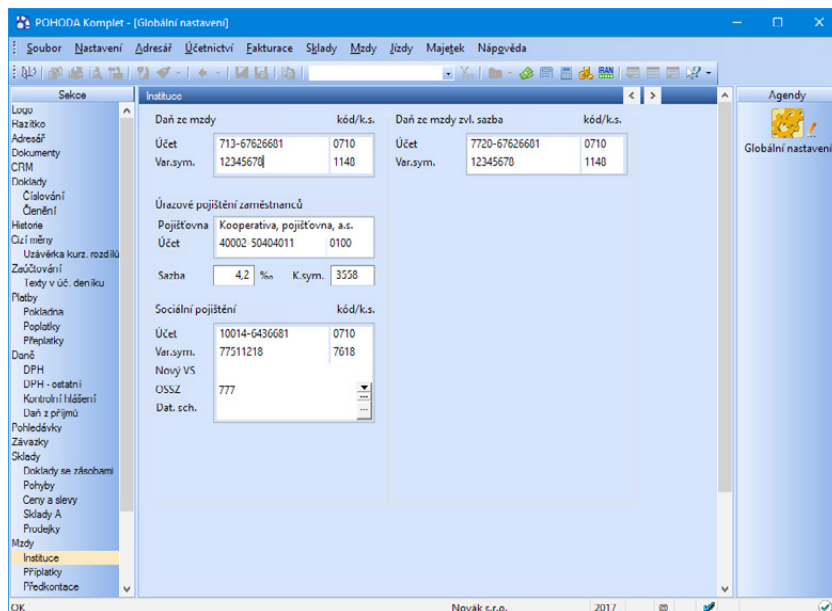 POHODA Komplet - [Globální nastavení]
Soubor Nastavení Adresář Účetnictví Fakturace Sklady Mzdy Jízdy Majetek Nápověda
IBAN
Sekce
Logo
Razítko
Adresář
Dokumenty
CRM
Doklady
Číslování
Členění
Historie
Cizí měny
Uzávěrka kurz. rozdílů
Zaúčtování
Texty v úč. deníku
Platby
Pokladna
Poplatky
Přeplatky
Daně
DPH
DPH - ostatní
Kontrolní hlášení
Daň z příjmů
Pohledávky
Závazky
Sklady
Doklady se zásobami
Pohyby
Ceny a slevy
Sklady A
Prodejky
Mzdy
Instituce
Příplatky
Předkontace
Instituce
Daň ze mzdy kód/k.s.
Účet 713-67626681 0710
Var.sym. 12345678 1148
Daň ze mzdy zvl. sazba kód/k.s.
Účet 7720-67626681 0710
Var.sym. 12345678 1148
Úrazové pojištění zaměstnanců
Pojišťovna Kooperativa, pojišťovna, a.s.
Účet 40002-50404011 0100
Sazba 4,2 ‰ K.sym. 3558
Sociální pojištění kód/k.s.
Účet 10014-6436681 0710
Var.sym. 77511218 7618
Nový VS
OSSZ 777
Dat. sch.
Agendy
Globální nastavení
OK Novák s.r.o. 2017 @